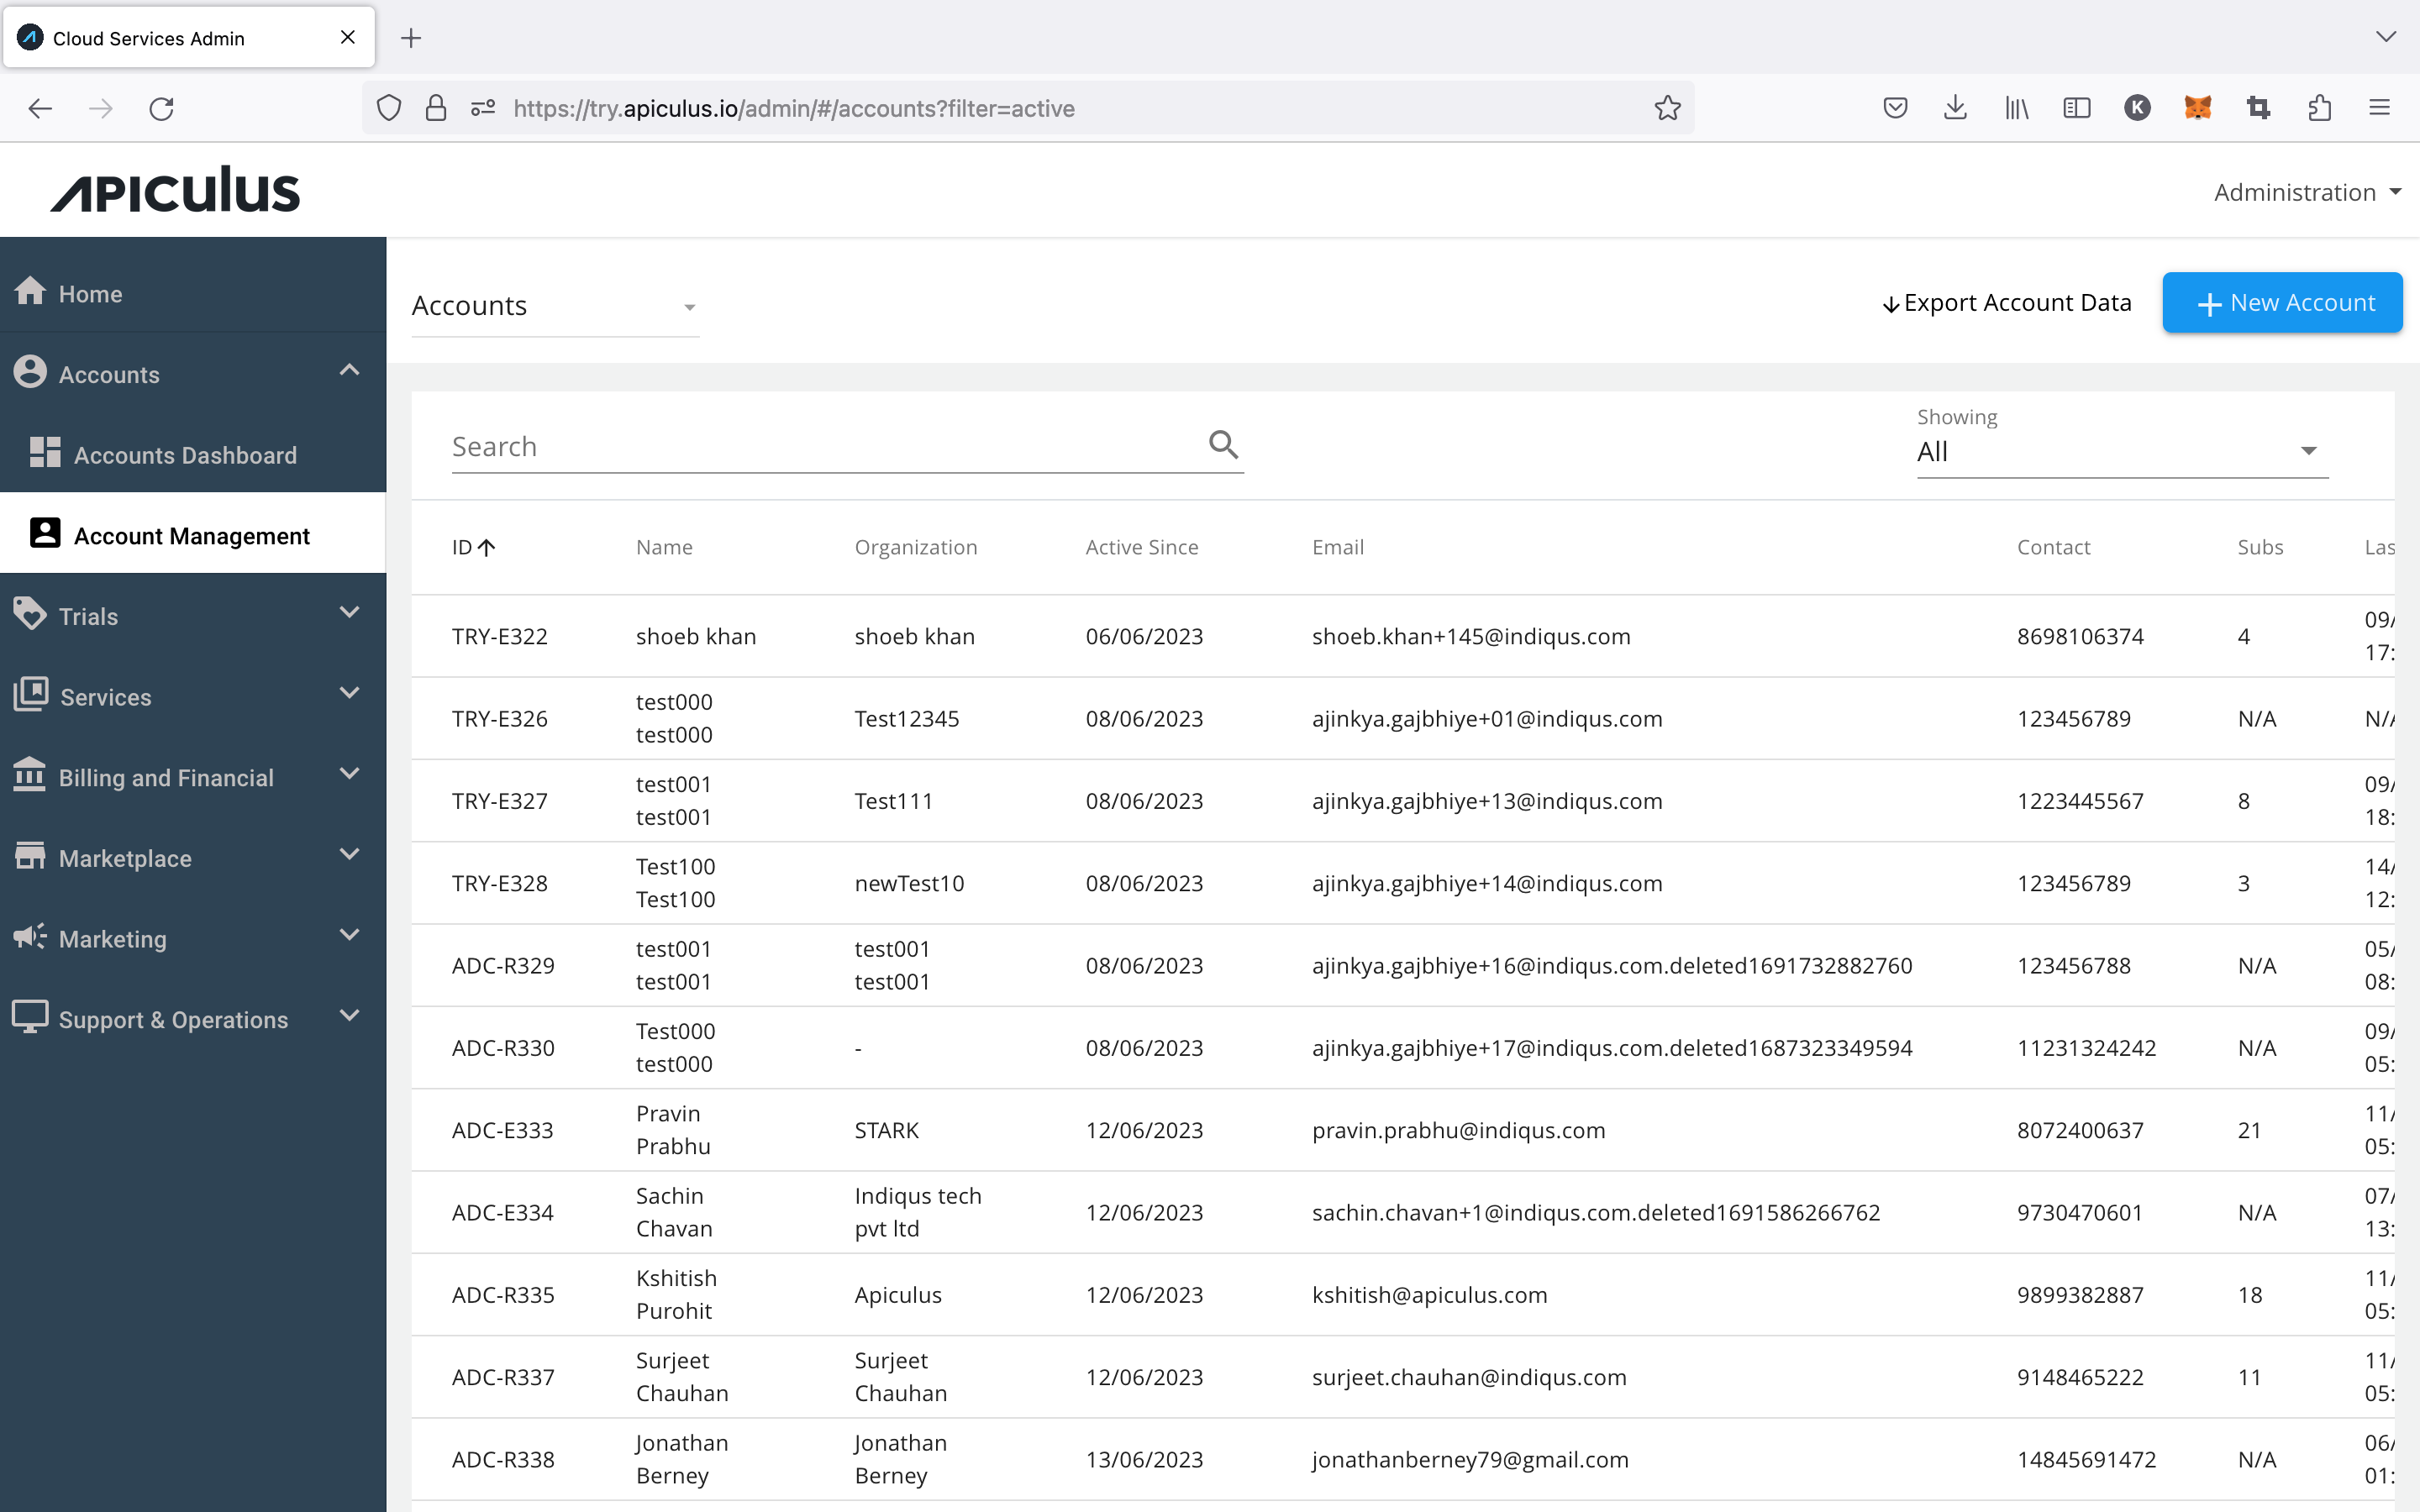 Cloud Services Admin
https://try.apiculus.io/admin/#/accounts?filter=active
K
APICULUS
Administration
Home
Accounts
Accounts Dashboard
Account Management
Trials
Services
Billing and Financial
Marketplace
Marketing
Support & Operations
Accounts
Export Account Data
New Account
Search
Showing
All
ID Name Organization Active Since Email Contact Subs Las
TRY-E322 shoeb khan shoeb khan 06/06/2023 shoeb.khan+145@indiqus.com 8698106374 4 09/
17:
TRY-E326 test000 Test12345 08/06/2023 ajinkya.gajbhiye+01@indiqus.com 123456789 N/A N/A
test000
TRY-E327 test001 Test111 08/06/2023 ajinkya.gajbhiye+13@indiqus.com 1223445567 8 09/
test001 18:
TRY-E328 Test100 newTest10 08/06/2023 ajinkya.gajbhiye+14@indiqus.com 123456789 3 14/
Test100 12:
ADC-R329 test001 test001 08/06/2023 ajinkya.gajbhiye+16@indiqus.com.deleted1691732882760 123456788 N/A 05/
test001 test001 08:
ADC-R330 Test000 - 08/06/2023 ajinkya.gajbhiye+17@indiqus.com.deleted1687323349594 11231324242 N/A 09/
test000 05:
ADC-E333 Pravin STARK 12/06/2023 pravin.prabhu@indiqus.com 8072400637 21 11/
Prabhu 05:
ADC-E334 Sachin Indiqus tech 12/06/2023 sachin.chavan+1@indiqus.com.deleted1691586266762 9730470601 N/A 07/
Chavan pvt ltd 13:
ADC-R335 Kshitish Apiculus 12/06/2023 kshitish@apiculus.com 9899382887 18 11/
Purohit 05:
ADC-R337 Surjeet Surjeet 12/06/2023 surjeet.chauhan@indiqus.com 9148465222 11 11/
Chauhan Chauhan 05:
ADC-R338 Jonathan Jonathan 13/06/2023 jonathanberney79@gmail.com 14845691472 N/A 06/
Berney Berney 01: